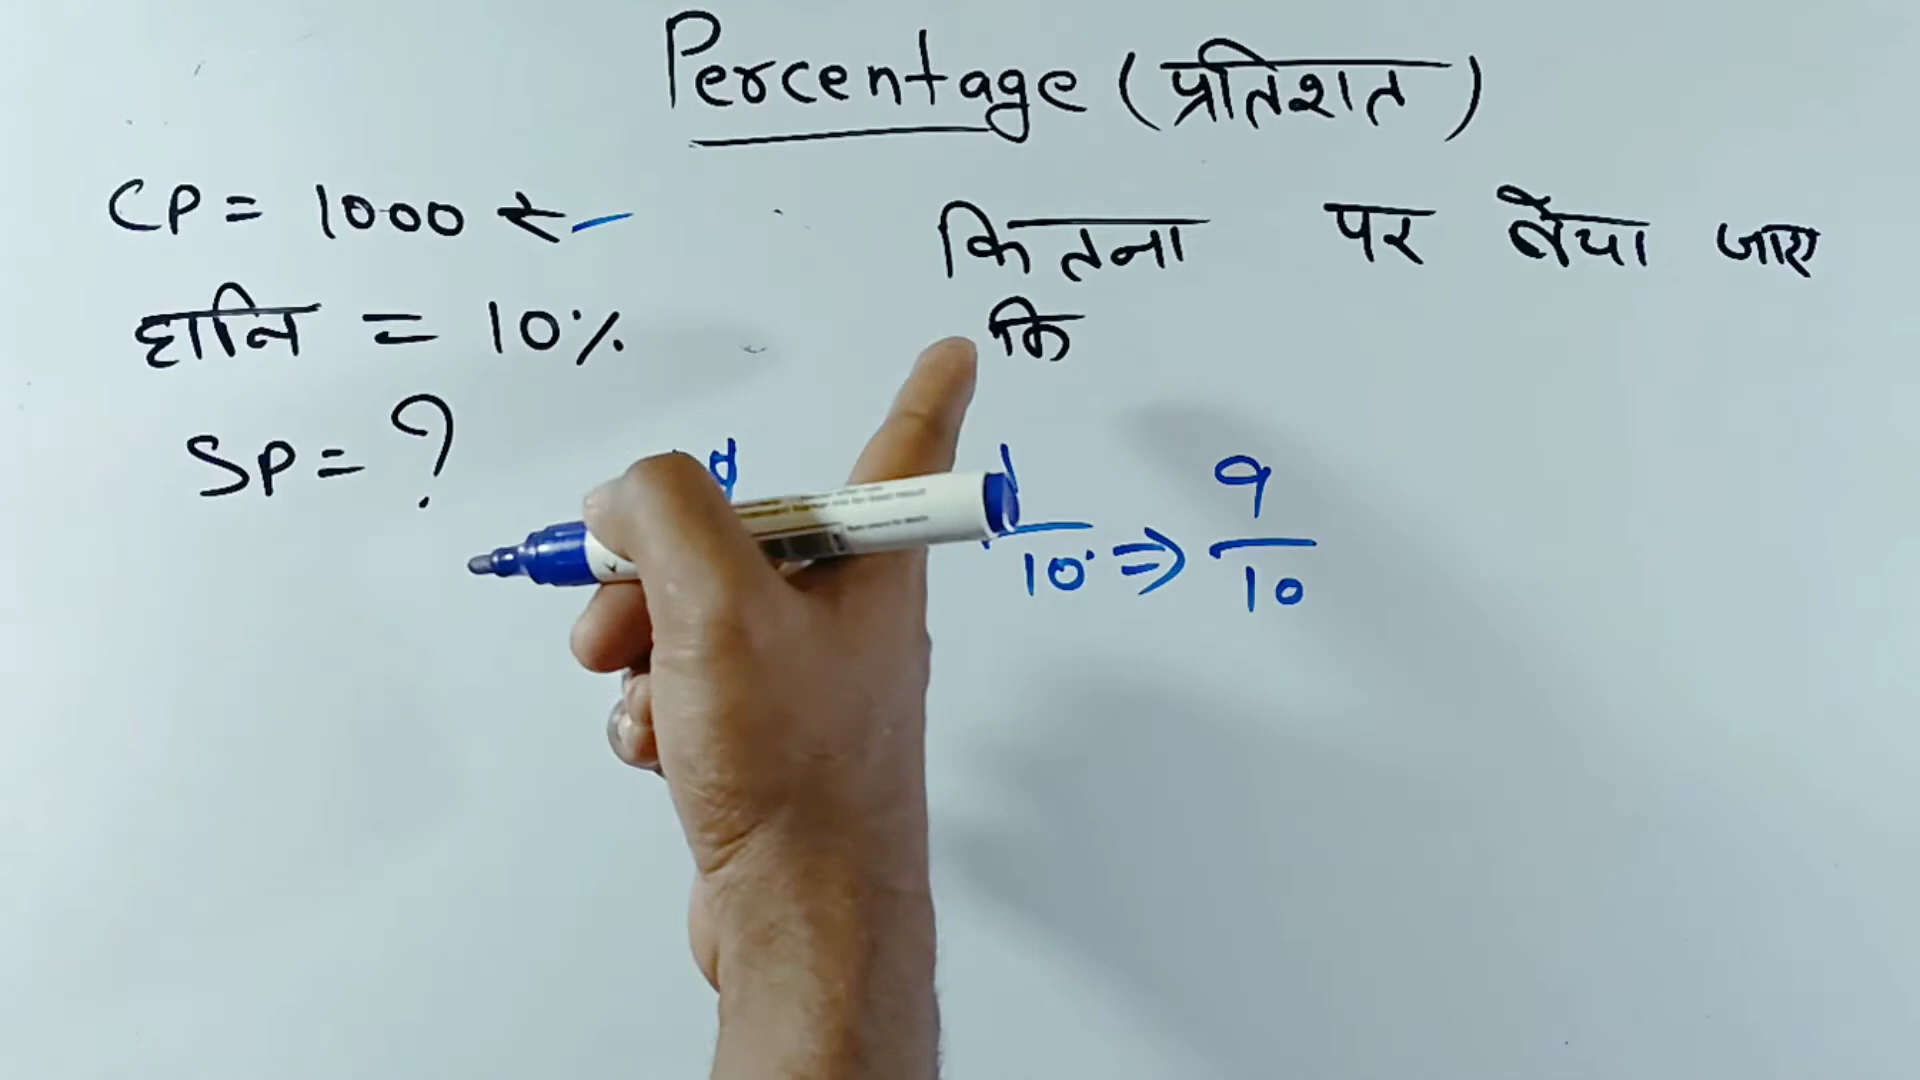 Percentage (प्रतिशत)
CP = 1000 ₹
कितना पर बेचा जाए
हानि = 10%
कि
SP = ?
9
10 ⇒ 10